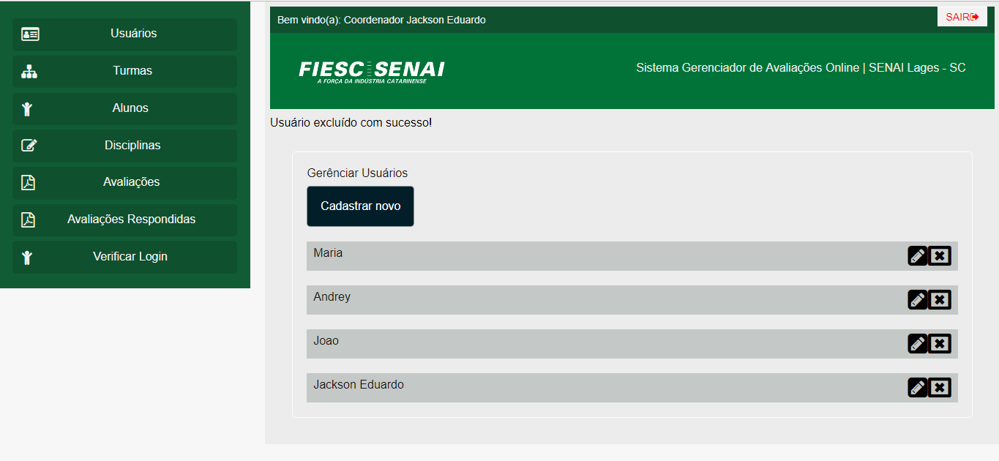 Usuários
Turmas
Alunos
Disciplinas
Avaliações
Avaliações Respondidas
Verificar Login
Bem vindo(a): Coordenador Jackson Eduardo
SAIR
FIESC SENAI
A FORÇA DA INDÚSTRIA CATARINENSE
Sistema Gerenciador de Avaliações Online | SENAI Lages - SC
Usuário excluído com sucesso!
Gerênciar Usuários
Cadastrar novo
Maria
Andrey
Joao
Jackson Eduardo